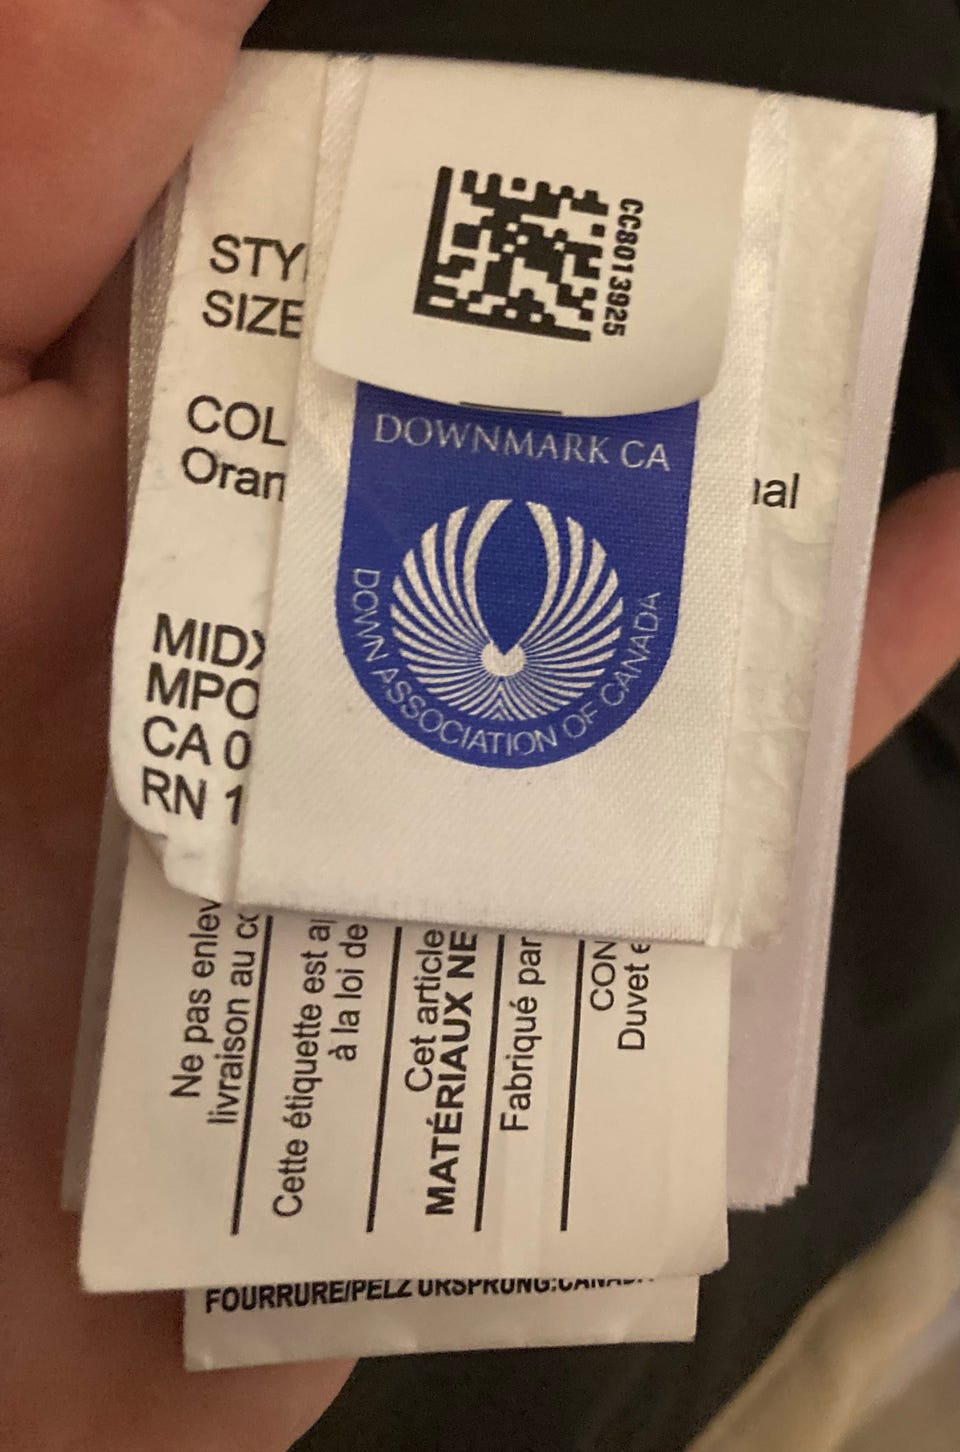 CC8013925
STY
SIZE
COL
Oran
nal
DOWNMARK CA
DOWN ASSOCIATION OF CANADA
MID
MPO
CA 0
RN 1
Ne pas enlev
livraison au co
Cette étiquette est a
à la loi de
Cet article
MATÉRIAUX NE
Fabriqué par
CON
Duvet e
FOURRURE/PELZ URSPRUNG:CANADA